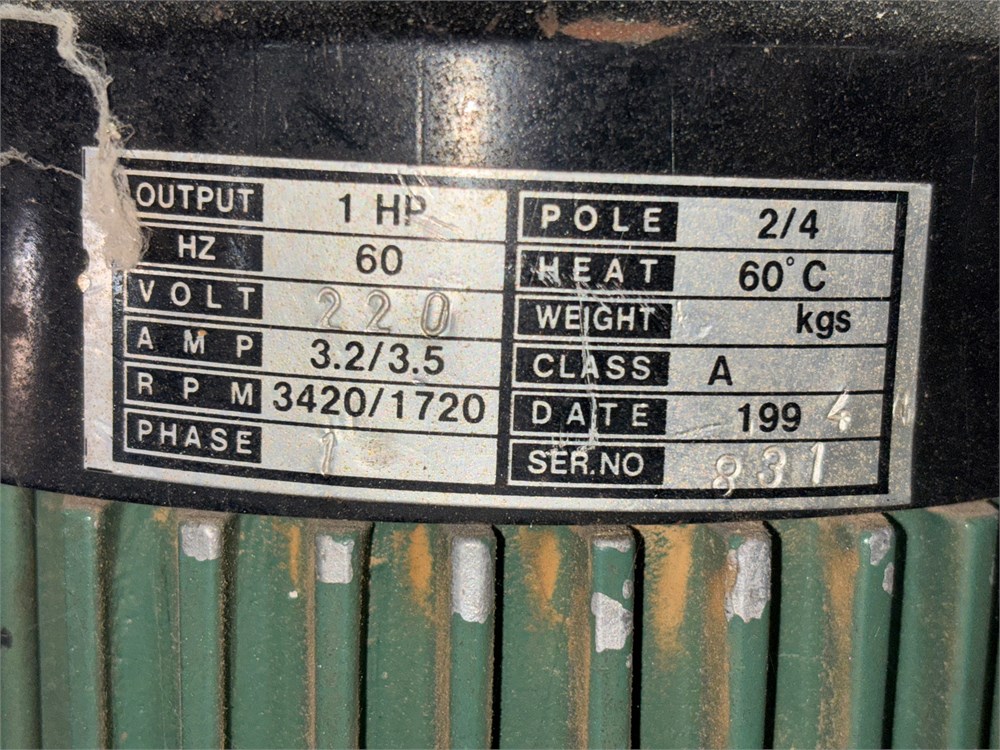 OUTPUT 1 HP
HZ 60
VOLT 220
AMP 3.2/3.5
RPM 3420/1720
PHASE 1
POLE 2/4
HEAT 60°C
WEIGHT kgs
CLASS A
DATE 1994
SER.NO 831